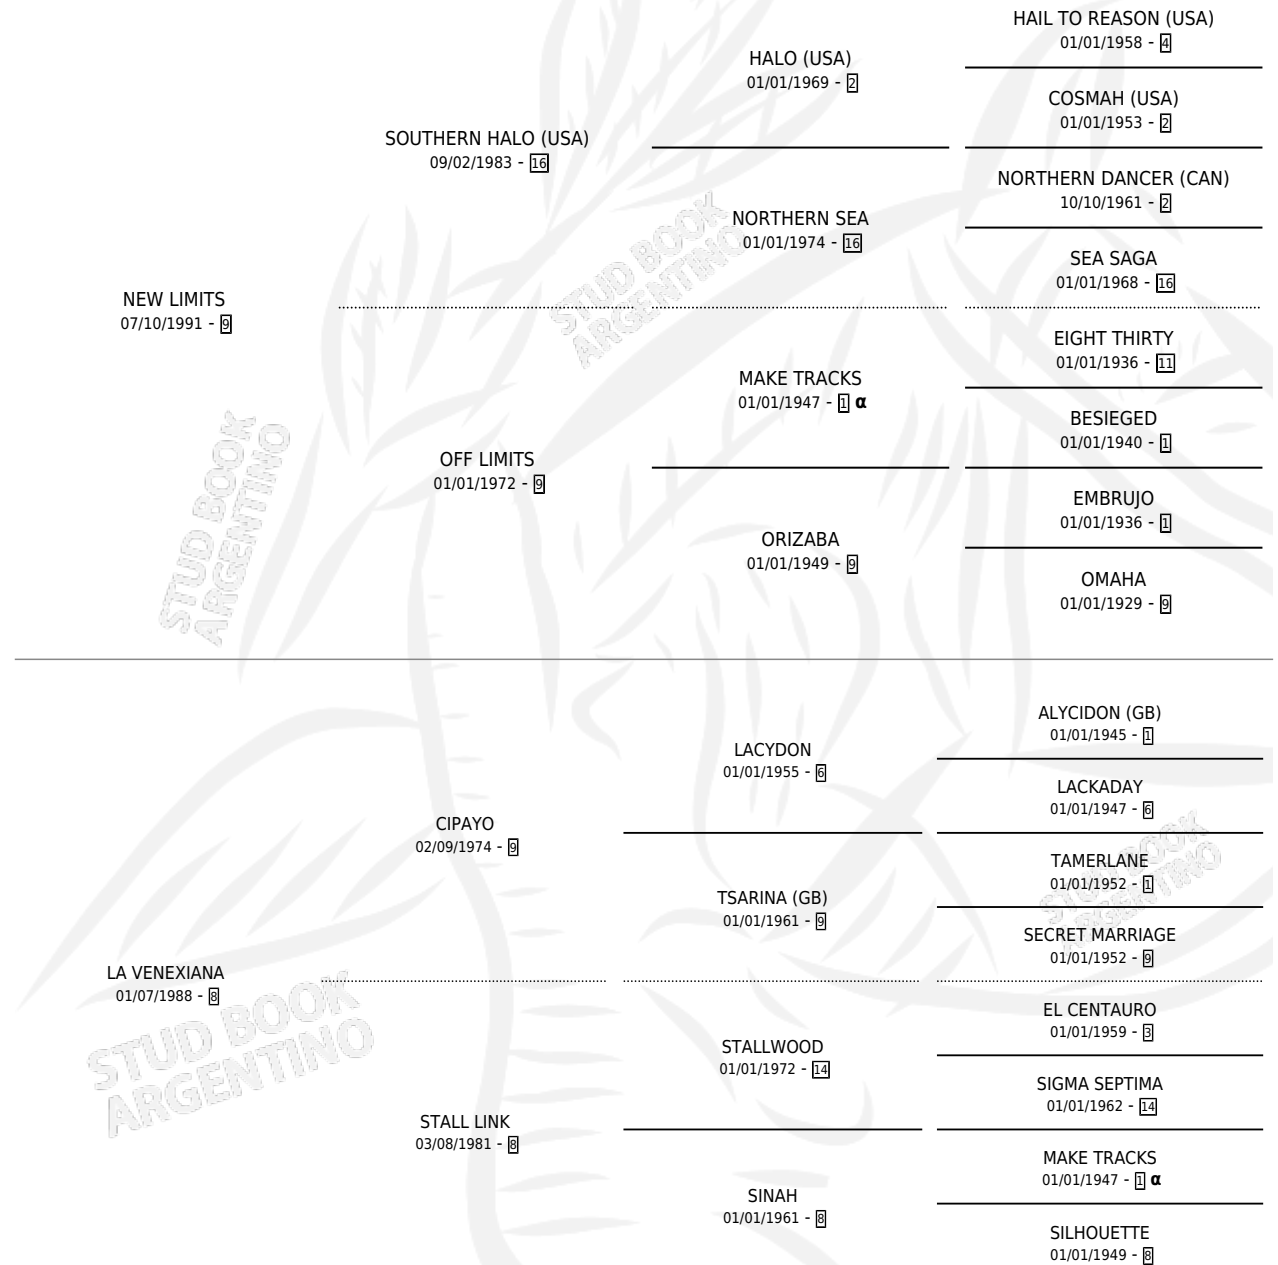 HAIL TO REASON (USA)
01/01/1958 - 4
HALO (USA)
01/01/1969 - 2
COSMAH (USA)
01/01/1953 - 2
SOUTHERN HALO (USA)
09/02/1983 - 16
NORTHERN DANCER (CAN)
10/10/1961 - 2
NORTHERN SEA
01/01/1974 - 16
SEA SAGA
01/01/1968 - 16
STUD BOOK
ARGENTINO
NEW LIMITS
07/10/1991 - 9
EIGHT THIRTY
01/01/1936 - 11
MAKE TRACKS
01/01/1947 - 1 α
BESIEGED
01/01/1940 - 1
OFF LIMITS
01/01/1972 - 9
EMBRUJO
01/01/1936 - 1
ORIZABA
01/01/1949 - 9
OMAHA
01/01/1929 - 9
STUD BOOK
ARGENTINO
ALYCIDON (GB)
01/01/1945 - 1
LACYDON
01/01/1955 - 6
LACKADAY
01/01/1947 - 6
CIPAYO
02/09/1974 - 9
TAMERLANE
01/01/1952 - 1
TSARINA (GB)
01/01/1961 - 9
SECRET MARRIAGE
01/01/1952 - 9
STUD BOOK
ARGENTINO
LA VENEXIANA
01/07/1988 - 8
EL CENTAURO
01/01/1959 - 3
STALLWOOD
01/01/1972 - 14
SIGMA SEPTIMA
01/01/1962 - 14
STUD BOOK
ARGENTINO
STALL LINK
03/08/1981 - 8
MAKE TRACKS
01/01/1947 - 1 α
SINAH
01/01/1961 - 8
SILHOUETTE
01/01/1949 - 8